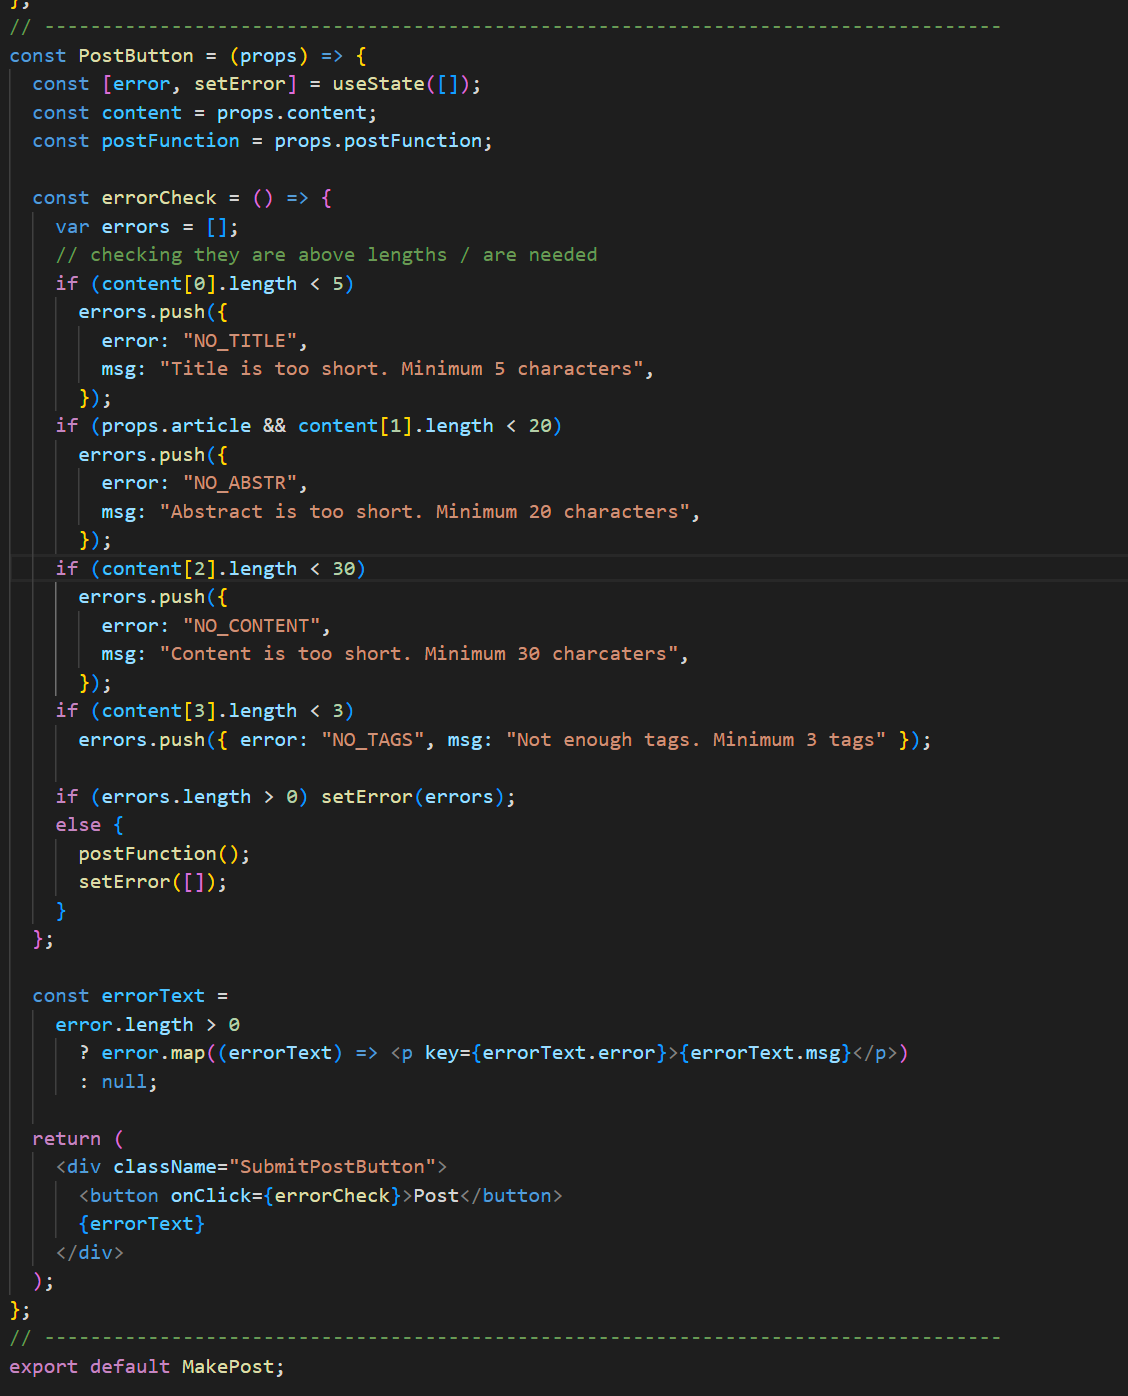 };
// -----------------------------------------------------------------------------------
const PostButton = (props) => {
  const [error, setError] = useState([]);
  const content = props.content;
  const postFunction = props.postFunction;

  const errorCheck = () => {
    var errors = [];
    // checking they are above lengths / are needed
    if (content[0].length < 5)
      errors.push({
        error: "NO_TITLE",
        msg: "Title is too short. Minimum 5 characters",
      });
    if (props.article && content[1].length < 20)
      errors.push({
        error: "NO_ABSTR",
        msg: "Abstract is too short. Minimum 20 characters",
      });
    if (content[2].length < 30)
      errors.push({
        error: "NO_CONTENT",
        msg: "Content is too short. Minimum 30 charcaters",
      });
    if (content[3].length < 3)
      errors.push({ error: "NO_TAGS", msg: "Not enough tags. Minimum 3 tags" });

    if (errors.length > 0) setError(errors);
    else {
      postFunction();
      setError([]);
    }
  };

  const errorText =
    error.length > 0
      ? error.map((errorText) => <p key={errorText.error}>{errorText.msg}</p>)
      : null;

  return (
    <div className="SubmitPostButton">
      <button onClick={errorCheck}>Post</button>
      {errorText}
    </div>
  );
};
// -----------------------------------------------------------------------------------
export default MakePost;